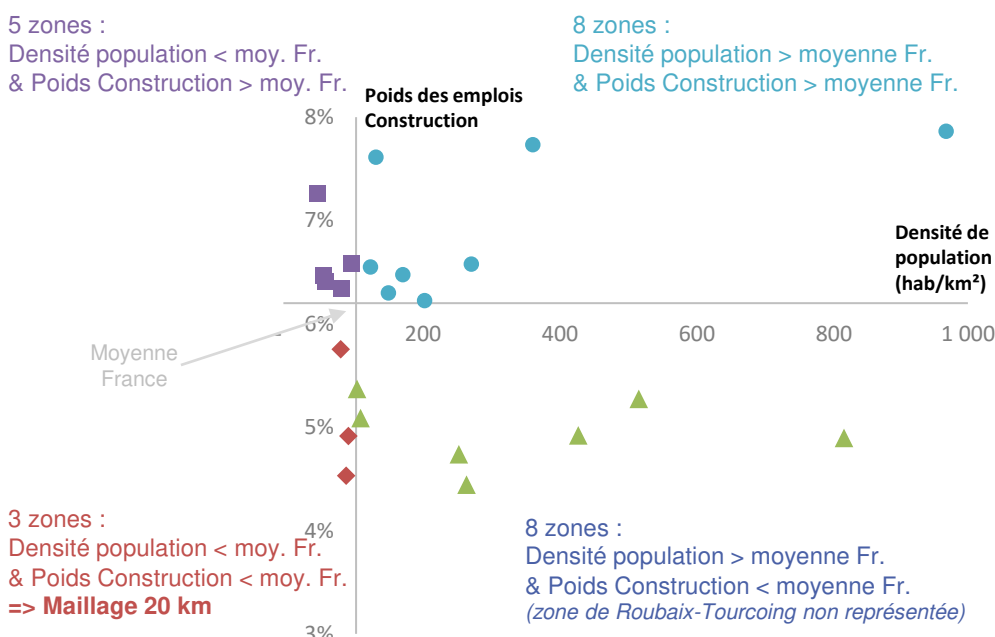 5 zones :
Densité population < moy. Fr.
& Poids Construction > moy. Fr.
8 zones :
Densité population > moyenne Fr.
& Poids Construction > moyenne Fr.
Poids des emplois
Construction
8%
7%
6%
5%
4%
3%
Densité de
population
(hab/km²)
-
200
400
600
800
1 000
Moyenne
France
3 zones :
Densité population < moy. Fr.
& Poids Construction < moy. Fr.
=> Maillage 20 km
8 zones :
Densité population > moyenne Fr.
& Poids Construction < moyenne Fr.
(zone de Roubaix-Tourcoing non représentée)